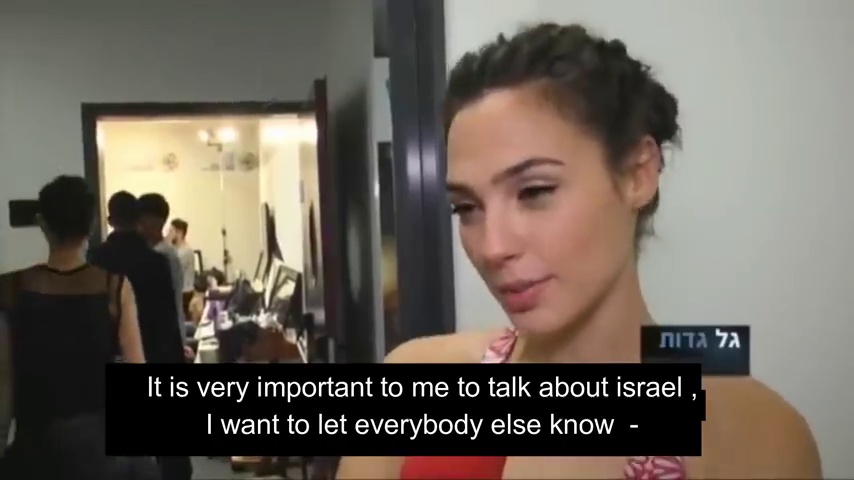 גל גדות
It is very important to me to talk about israel ,
I want to let everybody else know -